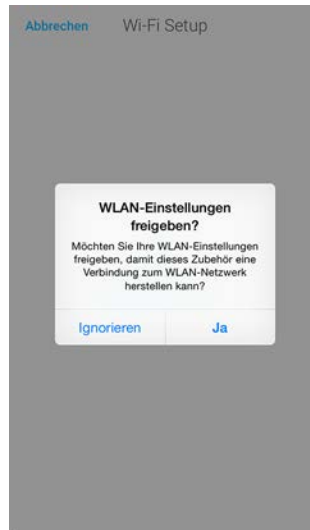 Abbrechen Wi-Fi Setup
WLAN-Einstellungen
freigeben?
Möchten Sie Ihre WLAN-Einstellungen
freigeben, damit dieses Zubehör eine
Verbindung zum WLAN-Netzwerk
herstellen kann?
Ignorieren Ja